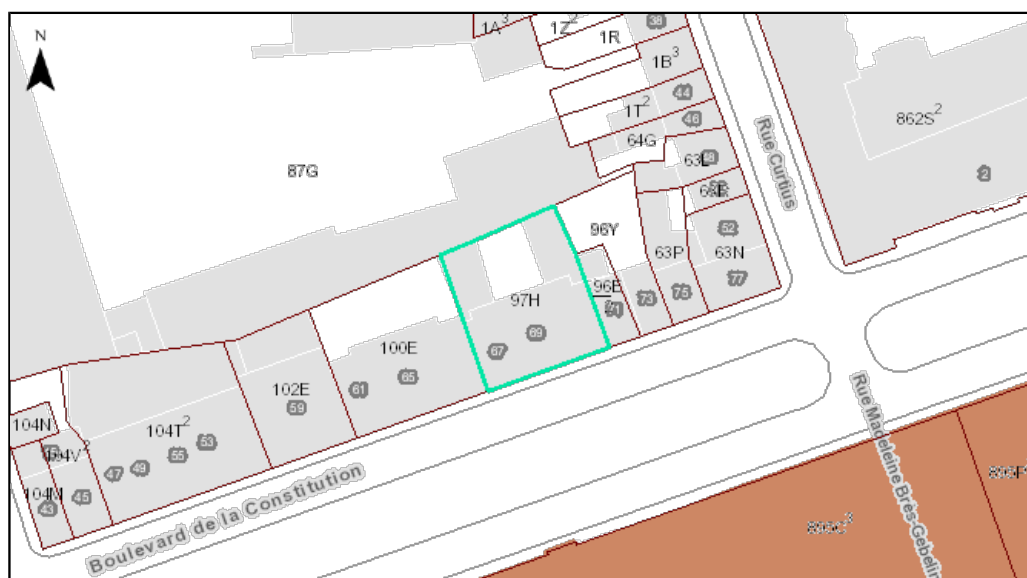 1A³
1Z²
38
1R
N
1B³
44
1T²
46
862S²
64G
87G
63L
Rue Curtius
2
52
96Y
63P
63N
77
96E
73
75
97H
69
67
100E
65
61
102E
59
104N
104T²
53
104V²
55
49
47
104M
45
43
Boulevard de la Constitution
Rue Madeleine Brès-Gebelin